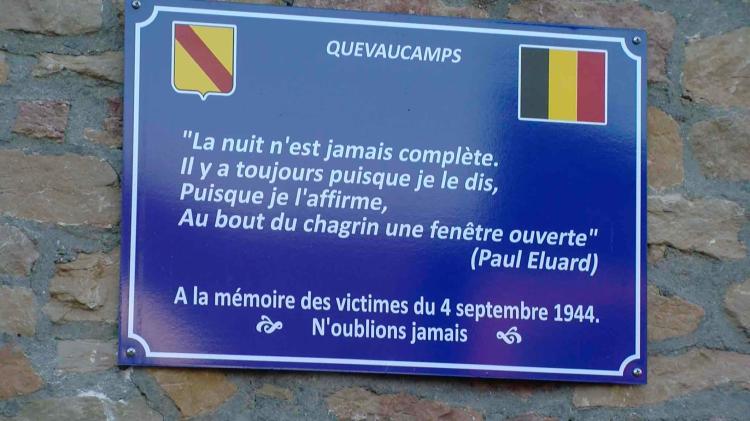 QUEVAUCAMPS
"La nuit n'est jamais complète.
Il y a toujours puisque je le dis,
Puisque je l'affirme,
Au bout du chagrin une fenêtre ouverte"
(Paul Eluard)
A la mémoire des victimes du 4 septembre 1944.
N'oublions jamais